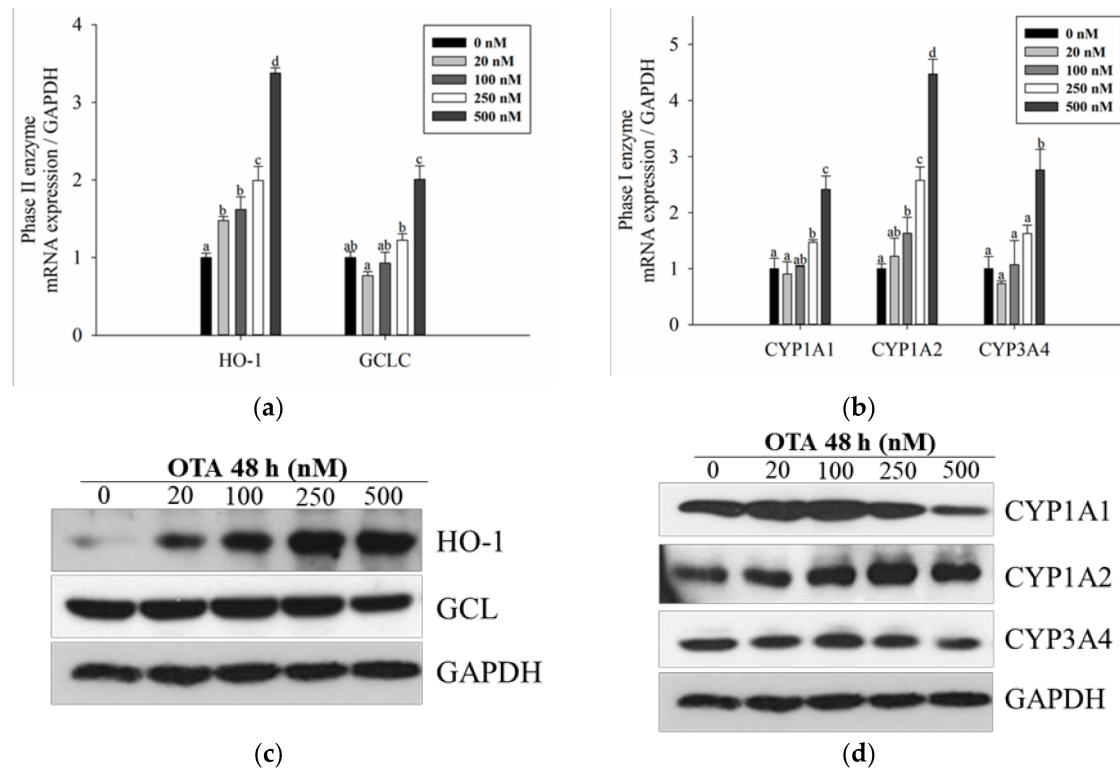 4
3
2
1
0
Phase II enzyme
mRNA expression / GAPDH
0 nM
20 nM
100 nM
250 nM
500 nM
a
b
b
c
d
ab
a
ab
b
c
HO-1
GCLC
(a)
5
4
3
2
1
0
Phase I enzyme
mRNA expression / GAPDH
0 nM
20 nM
100 nM
250 nM
500 nM
a
a
ab
b
c
a
ab
b
c
d
a
a
a
a
b
CYP1A1
CYP1A2
CYP3A4
(b)
OTA 48 h (nM)
0 20 100 250 500
HO-1
GCL
GAPDH
(c)
OTA 48 h (nM)
0 20 100 250 500
CYP1A1
CYP1A2
CYP3A4
GAPDH
(d)